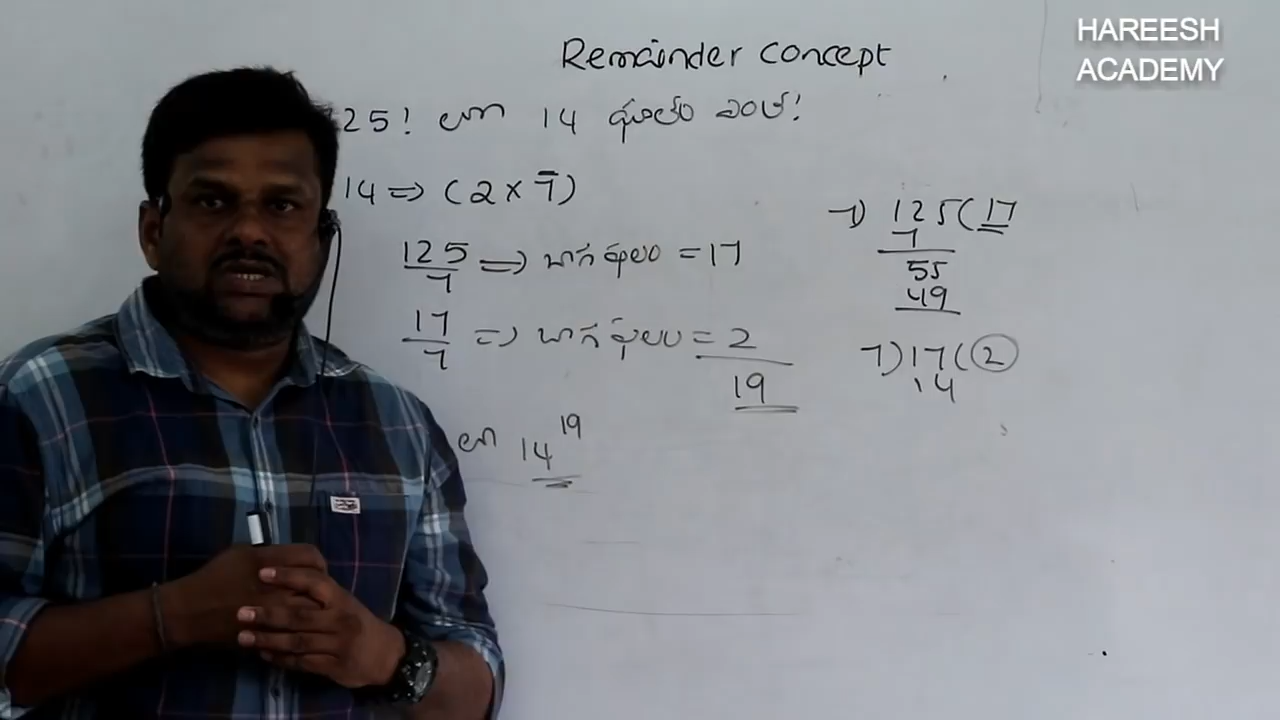 HAREESH
ACADEMY
Remainder Concept
125! లో 14 ఘాతం ఎంత!
14 ⇒ (2 × 7)
125/7 ⇒ బాగఫలం = 17
17/7 ⇒ బాగఫలం = 2
19
లో 14^19
7) 125 ( 17
7
55
49
7) 17 ( 2
14